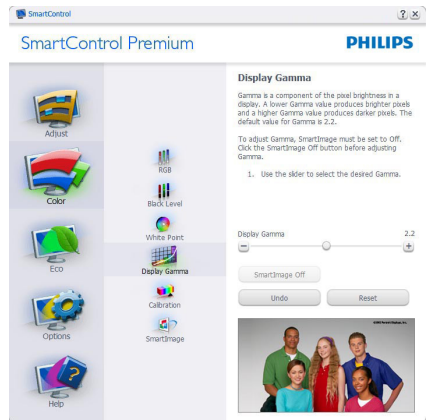 SmartControl
? ×
SmartControl Premium
PHILIPS
Adjust
Color
Eco
Options
Help
RGB
Black Level
White Point
Display Gamma
Calibration
SmartImage
Display Gamma
Gamma is a component of the pixel brightness in a
display. A lower Gamma value produces brighter pixels
and a higher Gamma value produces darker pixels. The
default value for Gamma is 2.2.
To adjust Gamma, SmartImage must be set to Off.
Click the SmartImage Off button before adjusting
Gamma.
1. Use the slider to select the desired Gamma.
Display Gamma 2.2
SmartImage Off
Undo Reset